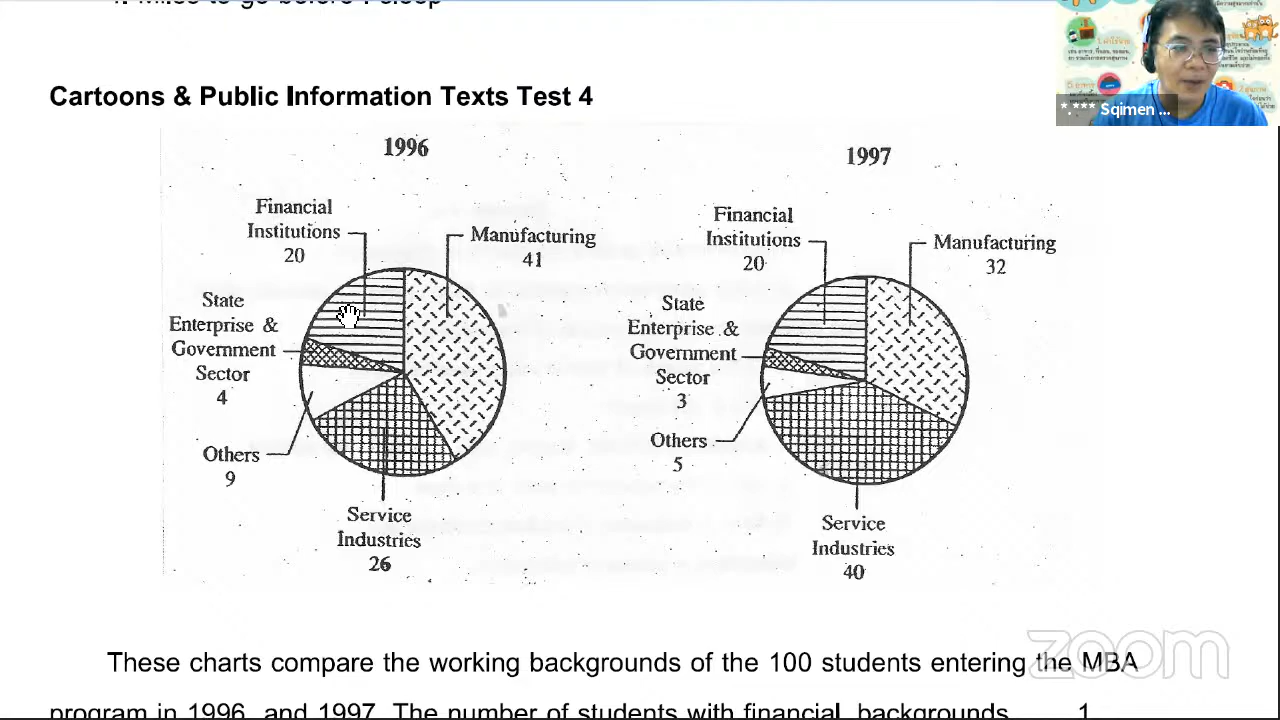 Cartoons & Public Information Texts Test 4
1996
Financial
Institutions
20
Manufacturing
41
State
Enterprise &
Government
Sector
4
Others
9
Service
Industries
26
1997
Financial
Institutions
20
Manufacturing
32
State
Enterprise &
Government
Sector
3
Others
5
Service
Industries
40
These charts compare the working backgrounds of the 100 students entering the MBA
program in 1996 and 1997. The number of students with financial backgrounds 1
*.*** Sqimen ...
zoom